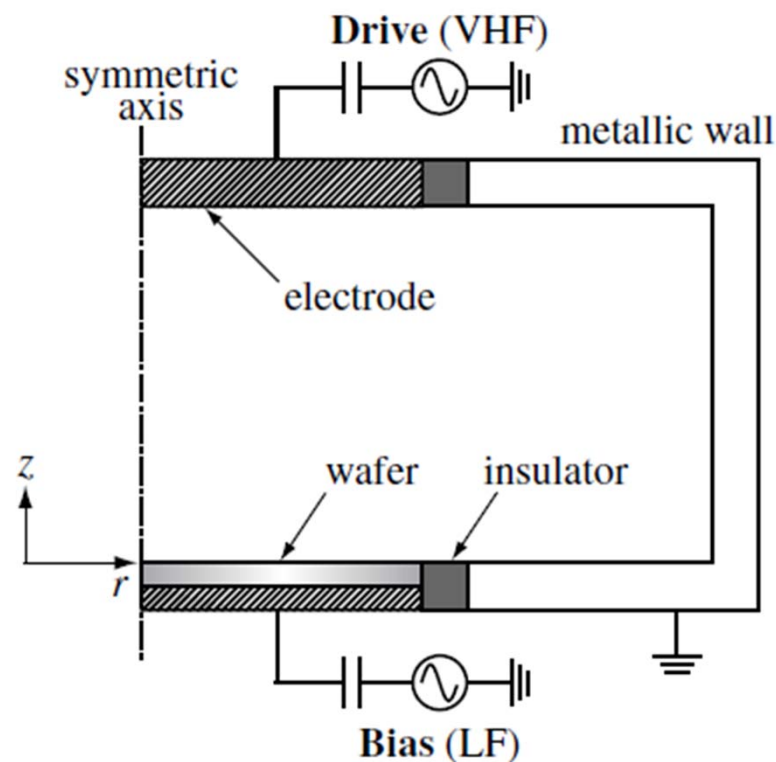 Drive (VHF)
symmetric
axis
metallic wall
electrode
z
wafer
insulator
r
Bias (LF)